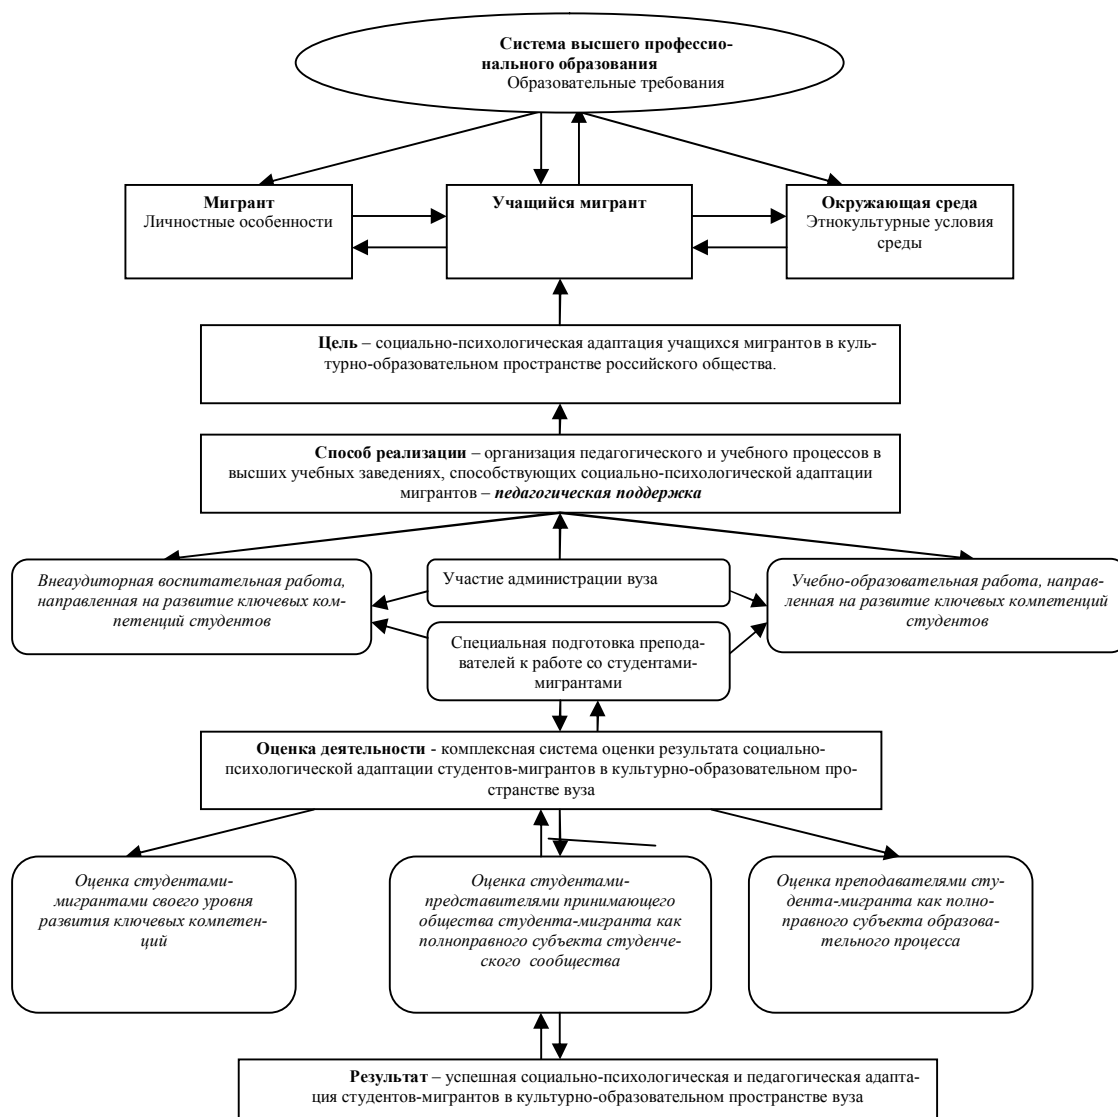 Система высшего профессио-
нального образования
Образовательные требования
Мигрант
Личностные особенности
Учащийся мигрант
Окружающая среда
Этнокультурные условия
среды
Цель – социально-психологическая адаптация учащихся мигрантов в куль-
турно-образовательном пространстве российского общества.
Способ реализации – организация педагогического и учебного процессов в
высших учебных заведениях, способствующих социально-психологической адаптации
мигрантов – педагогическая поддержка
Внеаудиторная воспитательная работа,
направленная на развитие ключевых ком-
петенций студентов
Участие администрации вуза
Учебно-образовательная работа, направ-
ленная на развитие ключевых компетенций
студентов
Специальная подготовка препода-
вателей к работе со студентами-
мигрантами
Оценка деятельности - комплексная система оценки результата социально-
психологической адаптации студентов-мигрантов в культурно-образовательном про-
странстве вуза
Оценка студентами-
мигрантами своего уровня
развития ключевых компетен-
ций
Оценка студентами-
представителями принимающего
общества студента-мигранта как
полноправного субъекта студенче-
ского сообщества
Оценка преподавателями сту-
дента-мигранта как полно-
правного субъекта образова-
тельного процесса
Результат – успешная социально-психологическая и педагогическая адапта-
ция студентов-мигрантов в культурно-образовательном пространстве вуза